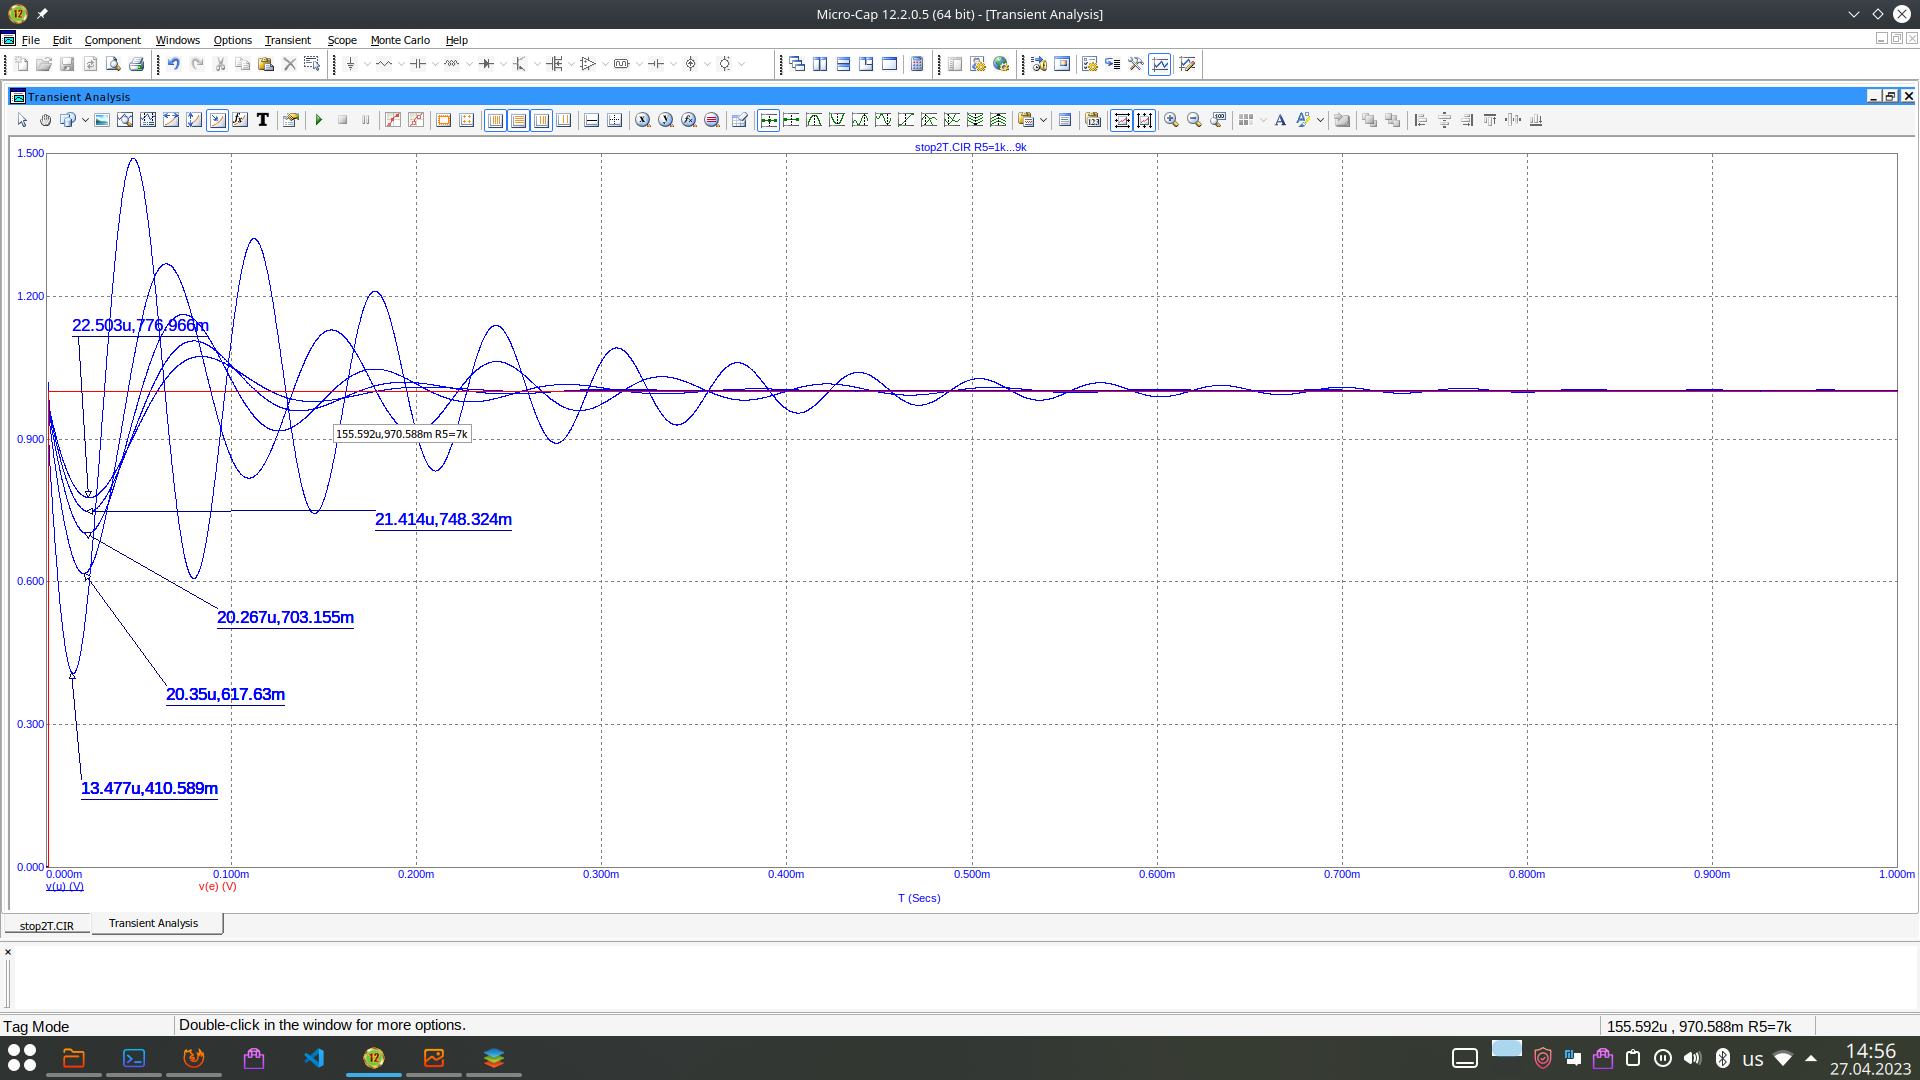 Micro-Cap 12.2.0.5 (64 bit) - [Transient Analysis]
File Edit Component Windows Options Transient Scope Monte Carlo Help
Transient Analysis
stop2T.CIR R5=1k...9k
1.500
1.200
0.900
0.600
0.300
0.000
22.503u,776.966m
155.592u,970.588m R5=7k
21.414u,748.324m
20.267u,703.155m
20.35u,617.63m
13.477u,410.589m
0.000m 0.100m 0.200m 0.300m 0.400m 0.500m 0.600m 0.700m 0.800m 0.900m 1.000m
v(u) (V) v(e) (V)
T (Secs)
stop2T.CIR Transient Analysis
Tag Mode Double-click in the window for more options. 155.592u , 970.588m R5=7k
us 14:56
27.04.2023